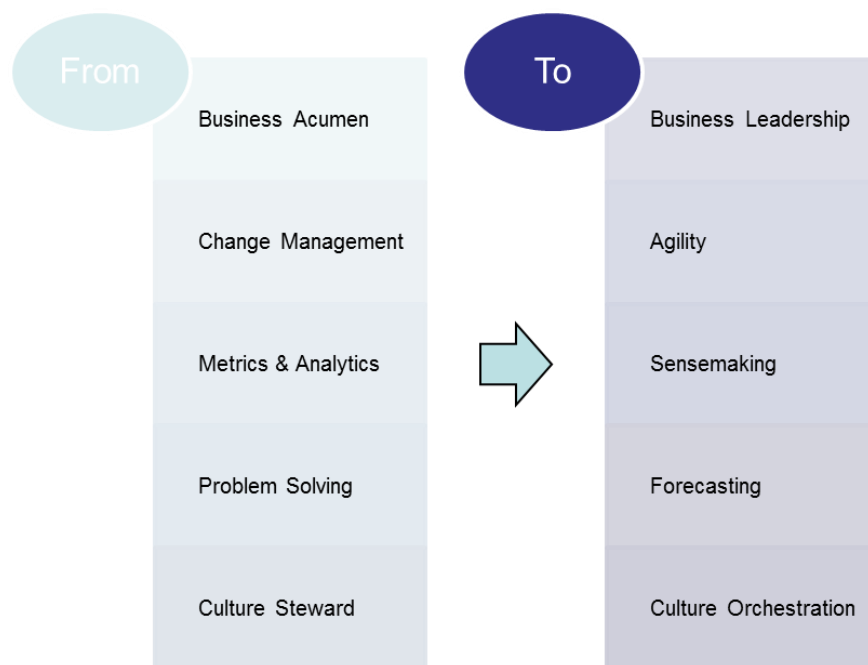 From
Business Acumen
Change Management
Metrics & Analytics
Problem Solving
Culture Steward
To
Business Leadership
Agility
Sensemaking
Forecasting
Culture Orchestration